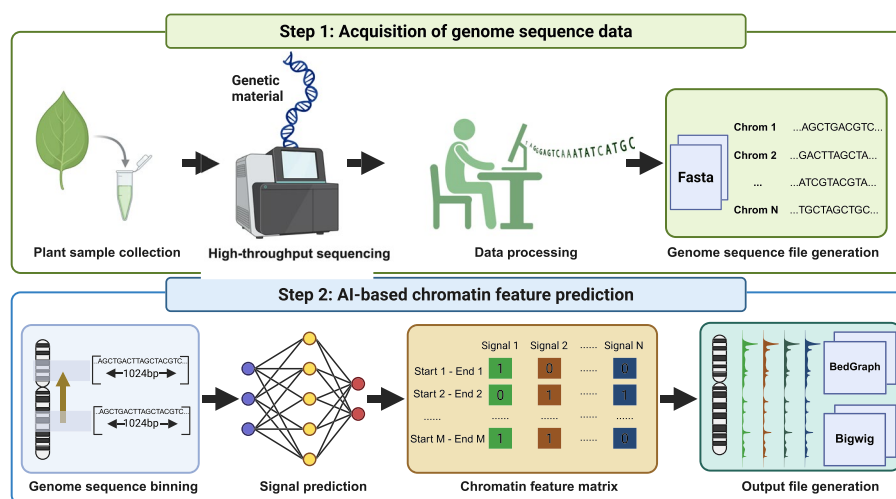 Step 1: Acquisition of genome sequence data
Genetic
material
AGGGAGTCAAATATCATGC
Fasta
Chrom 1 ...AGCTGACGTC...
Chrom 2 ...GACTTAGCTA...
... ...ATCGTACGTA...
Chrom N ...TGCTAGCTGC...
Plant sample collection
High-throughput sequencing
Data processing
Genome sequence file generation
Step 2: AI-based chromatin feature prediction
...AGCTGACTTAGCTACGTC...
1024bp
...AGCTGACTTAGCTACGTC...
1024bp
Signal 1 Signal 2 ...... Signal N
Start 1 - End 1 1 0 ...... 0
Start 2 - End 2 0 1 ...... 1
...... ...... ...... ...... ......
Start M - End M 1 1 ...... 0
BedGraph
Bigwig
Genome sequence binning
Signal prediction
Chromatin feature matrix
Output file generation